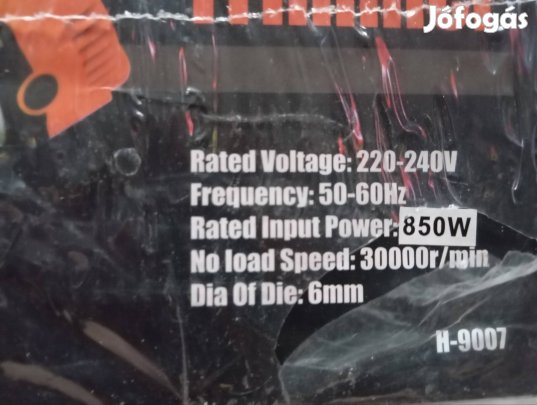 Jófogás
Rated Voltage: 220-240V
Frequency: 50-60Hz
Rated Input Power: 850W
No load Speed: 30000r/min
Dia Of Die: 6mm
H-9007